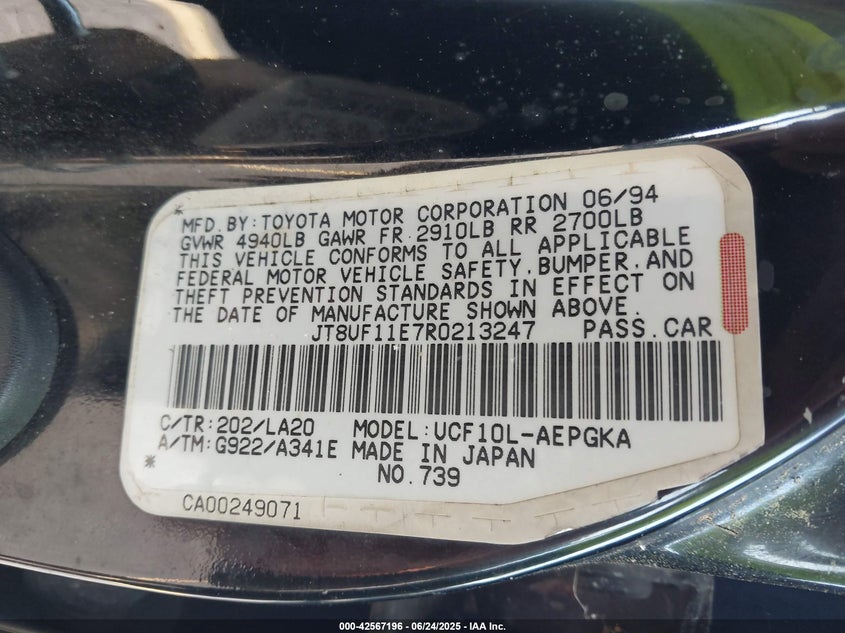 MFD.BY:TOYOTA MOTOR CORPORATION 06/94
GVWR 4940LB GAWR FR 2910LB RR 2700LB
THIS VEHICLE CONFORMS TO ALL APPLICABLE
FEDERAL MOTOR VEHICLE SAFETY,BUMPER,AND
THEFT PREVENTION STANDARDS IN EFFECT ON
THE DATE OF MANUFACTURE SHOWN ABOVE.
JT8UF11E7R0213247 PASS.CAR
C/TR:202/LA20 MODEL:UCF10L-AEPGKA
A/TM:G922/A341E MADE IN JAPAN
* NO.739 *
CA00249071
000-42567196 - 06/24/2025 - IAA Inc.